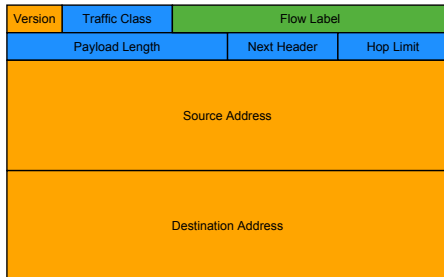 Version Traffic Class Flow Label
Payload Length Next Header Hop Limit
Source Address
Destination Address